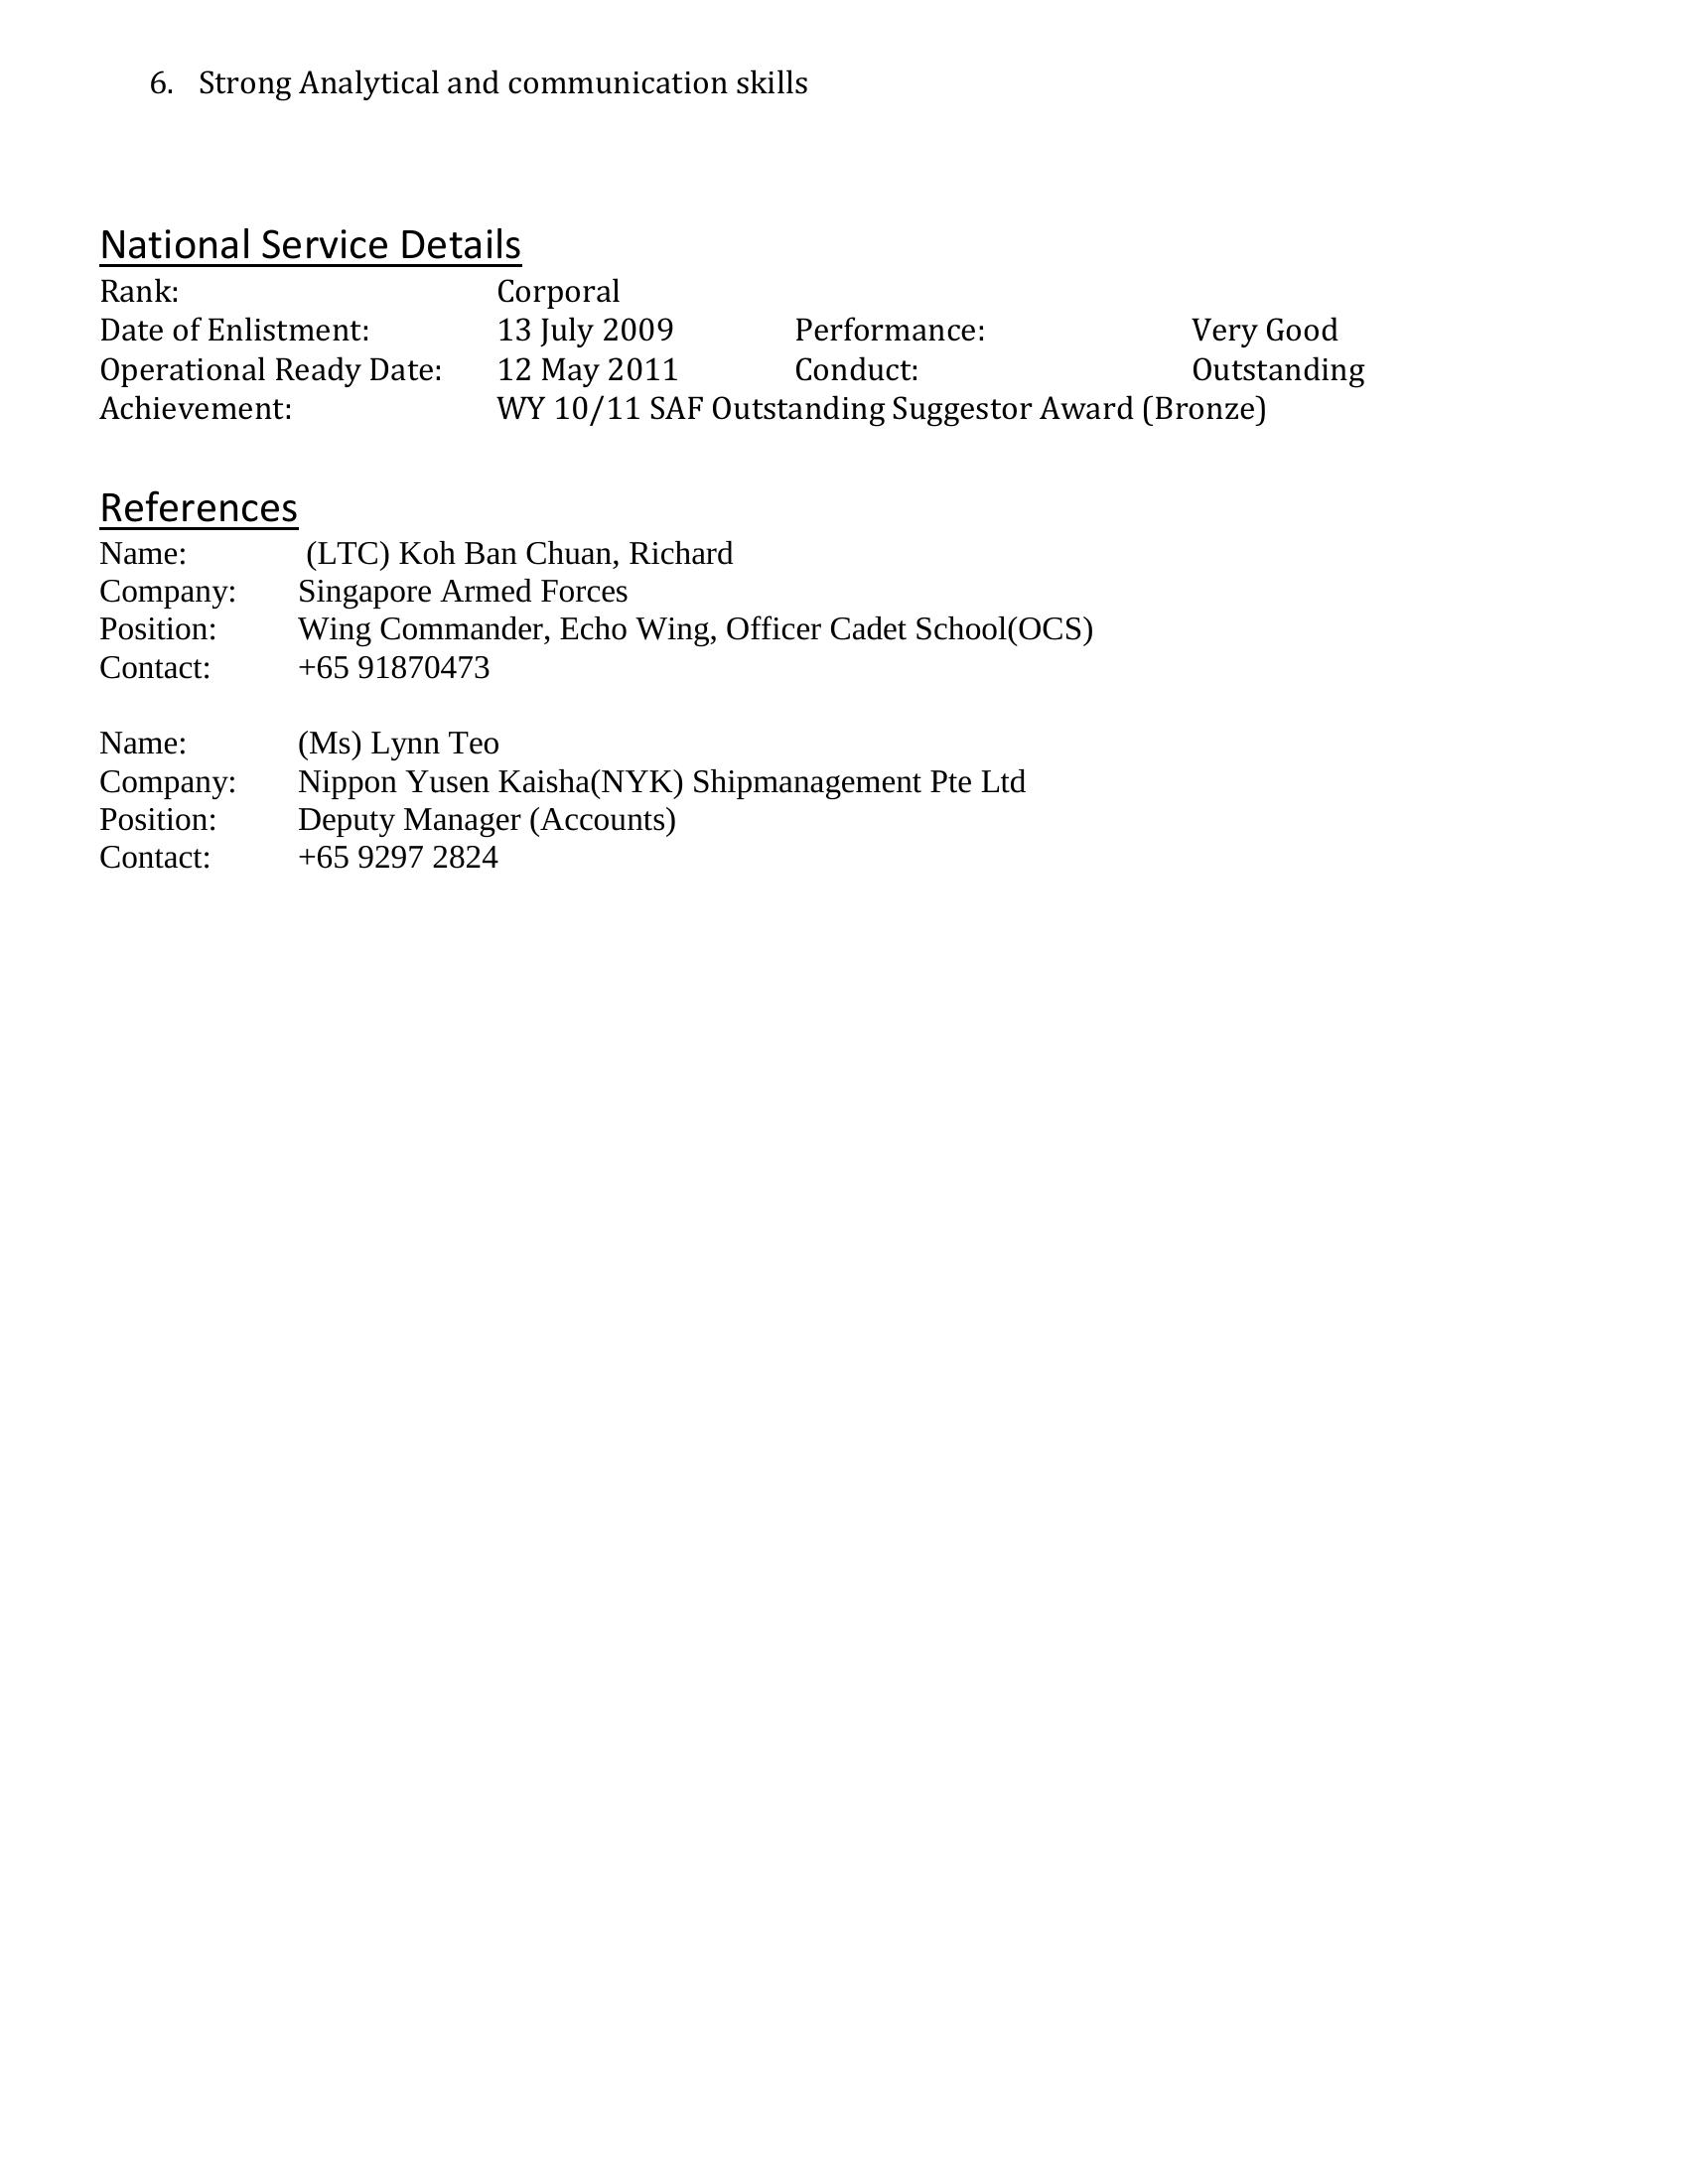 6. Strong Analytical and communication skills
National Service Details
Rank: Corporal
Date of Enlistment: 13 July 2009 Performance: Very Good
Operational Ready Date: 12 May 2011 Conduct: Outstanding
Achievement: WY 10/11 SAF Outstanding Suggestor Award (Bronze)
References
Name: (LTC) Koh Ban Chuan, Richard
Company: Singapore Armed Forces
Position: Wing Commander, Echo Wing, Officer Cadet School(OCS)
Contact: +65 91870473
Name: (Ms) Lynn Teo
Company: Nippon Yusen Kaisha(NYK) Shipmanagement Pte Ltd
Position: Deputy Manager (Accounts)
Contact: +65 9297 2824